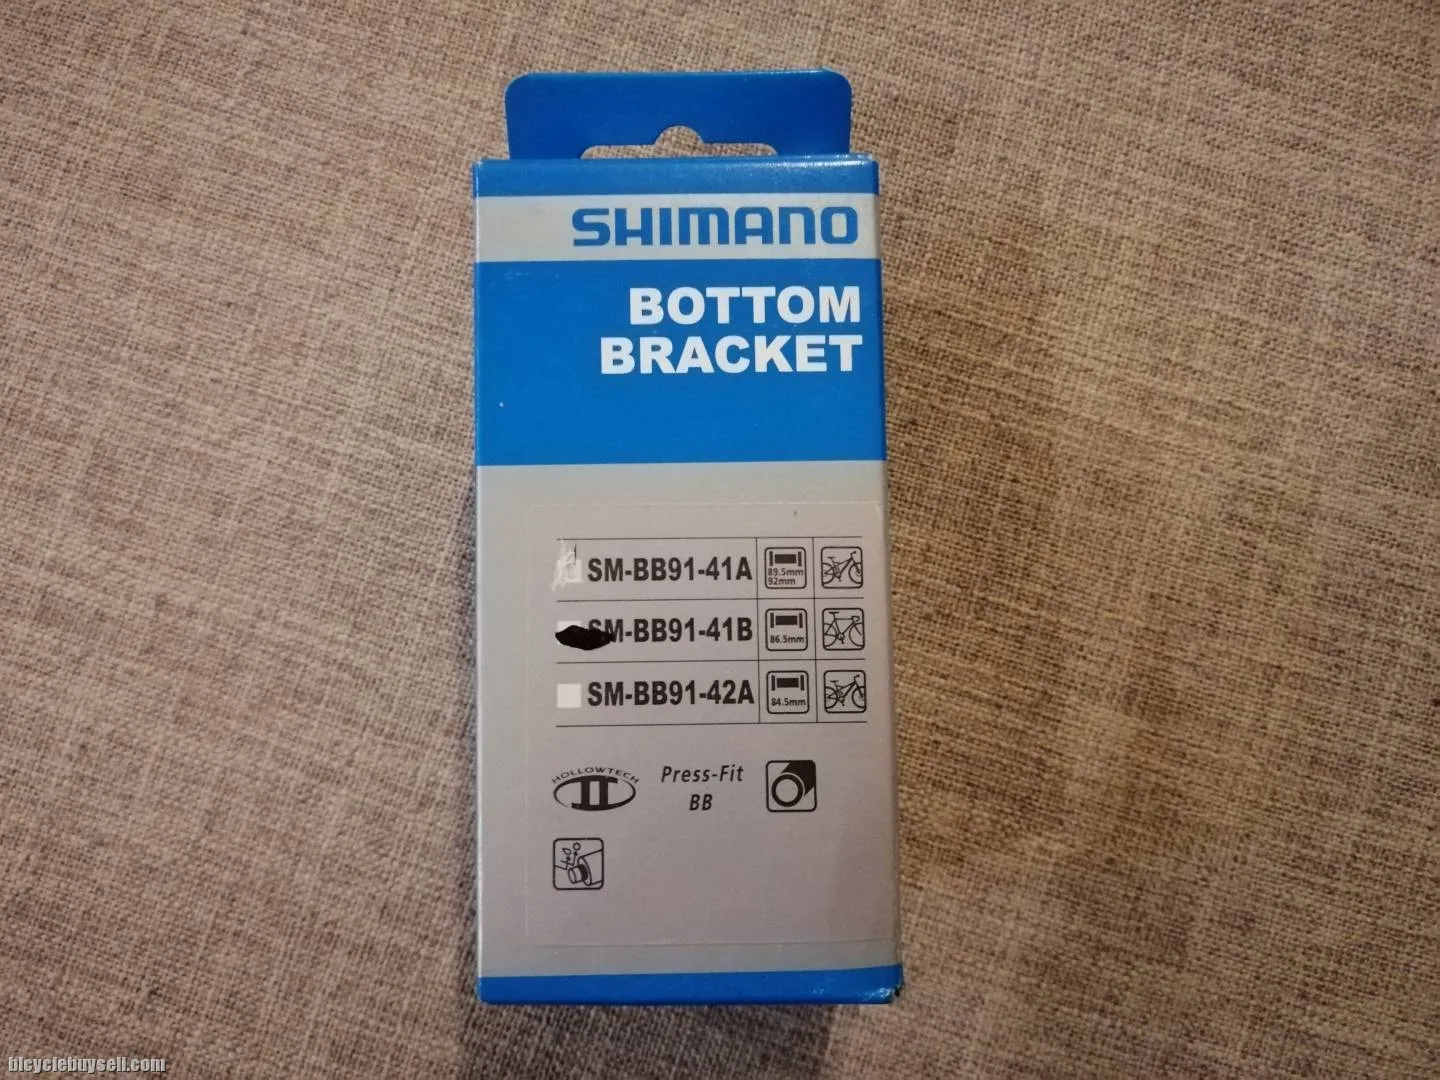 SHIMANO
BOTTOM
BRACKET
SM-BB91-41A 89.5mm 92mm
SM-BB91-41B 86.5mm
SM-BB91-42A 84.5mm
HOLLOWTECH II
Press-Fit
BB
bicyclebuysell.com